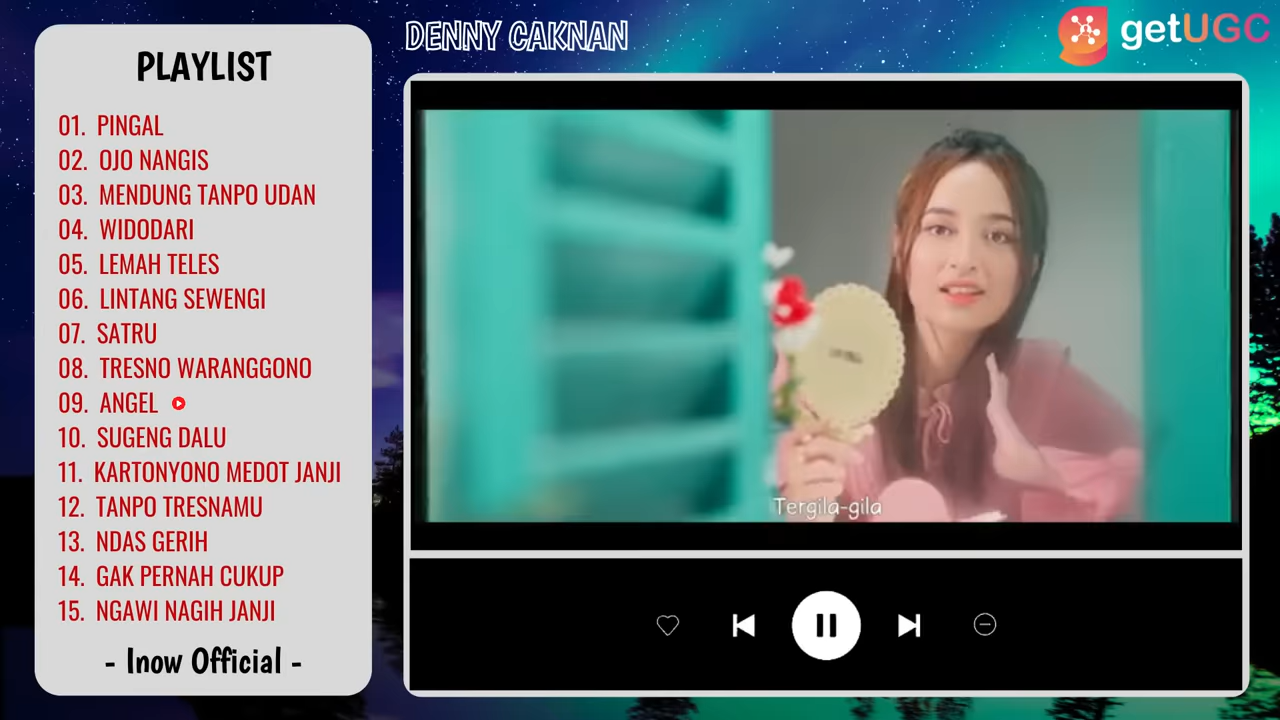 PLAYLIST
01. PINGAL
02. OJO NANGIS
03. MENDUNG TANPO UDAN
04. WIDODARI
05. LEMAH TELES
06. LINTANG SEWENGI
07. SATRU
08. TRESNO WARANGGONO
09. ANGEL
10. SUGENG DALU
11. KARTONYONO MEDOT JANJI
12. TANPO TRESNAMU
13. NDAS GERIH
14. GAK PERNAH CUKUP
15. NGAWI NAGIH JANJI
- Inow Official -
DENNY CAKNAN
getUGC
Tergila-gila